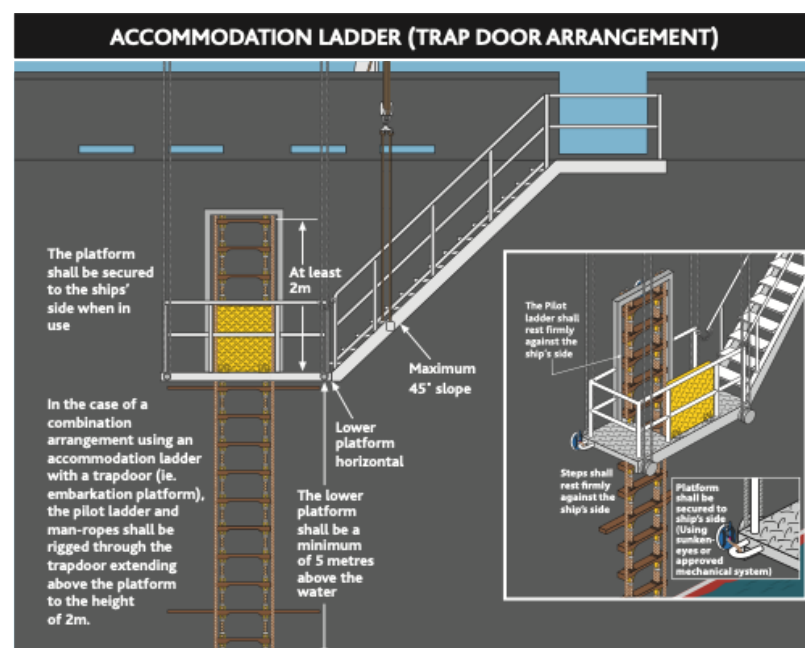 ACCOMMODATION LADDER (TRAP DOOR ARRANGEMENT)
The platform
shall be secured
to the ships'
side when in
use
At least
2m
Maximum
45° slope
Lower
platform
horizontal
In the case of a
combination
arrangement using an
accommodation ladder
with a trapdoor (ie.
embarkation platform),
the pilot ladder and
man-ropes shall be
rigged through the
trapdoor extending
above the platform
to the height
of 2m.
The lower
platform
shall be a
minimum
of 5 metres
above the
water
The Pilot
ladder shall
rest firmly
against the
ship's side
Steps shall
rest firmly
against the
ship's side
Platform
shall be
secured to
ship's side
(Using
sunken-
eyes or
approved
mechanical system)